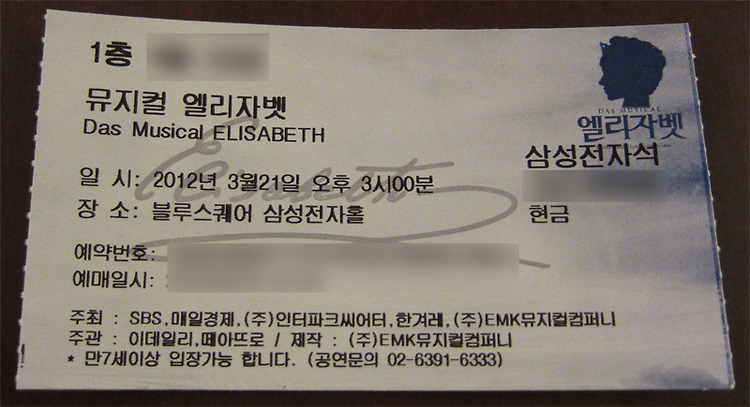 1층
뮤지컬 엘리자벳
Das Musical ELISABETH
DAS MUSICAL
엘리자벳
삼성전자석
Elisabeth
일 시: 2012년 3월21일 오후 3시00분
장 소: 블루스퀘어 삼성전자홀
현금
예약번호:
예매일시:
주최 : SBS,매일경제,(주)인터파크씨어터,한겨레,(주)EMK뮤지컬컴퍼니
주관 : 이데일리,떼아뜨로 / 제작 : (주)EMK뮤지컬컴퍼니
* 만7세이상 입장가능 합니다. (공연문의 02-6391-6333)